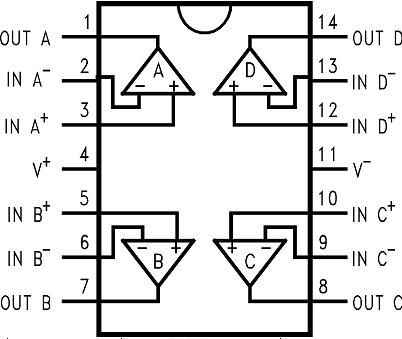 1 14
OUT A A D OUT D
2 13
IN A⁻ − + + − IN D⁻
3 12
IN A⁺ IN D⁺
4 11
V⁺ V⁻
5 10
IN B⁺ IN C⁺
6 9
IN B⁻ − + + − IN C⁻
7 B C 8
OUT B OUT C